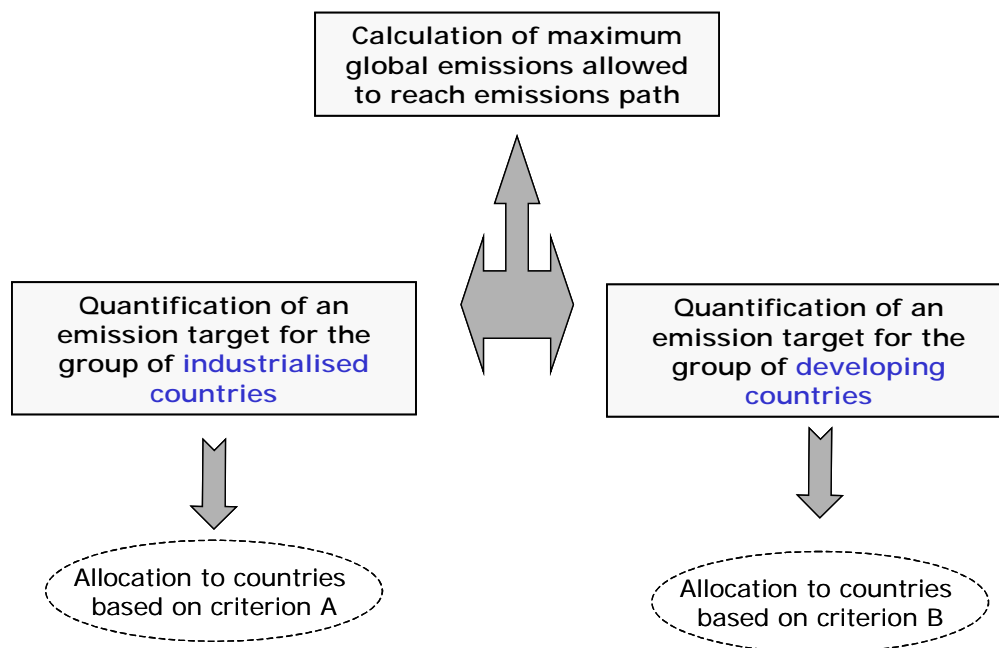 Calculation of maximum
global emissions allowed
to reach emissions path
Quantification of an
emission target for the
group of industrialised
countries
Quantification of an
emission target for the
group of developing
countries
Allocation to countries
based on criterion A
Allocation to countries
based on criterion B